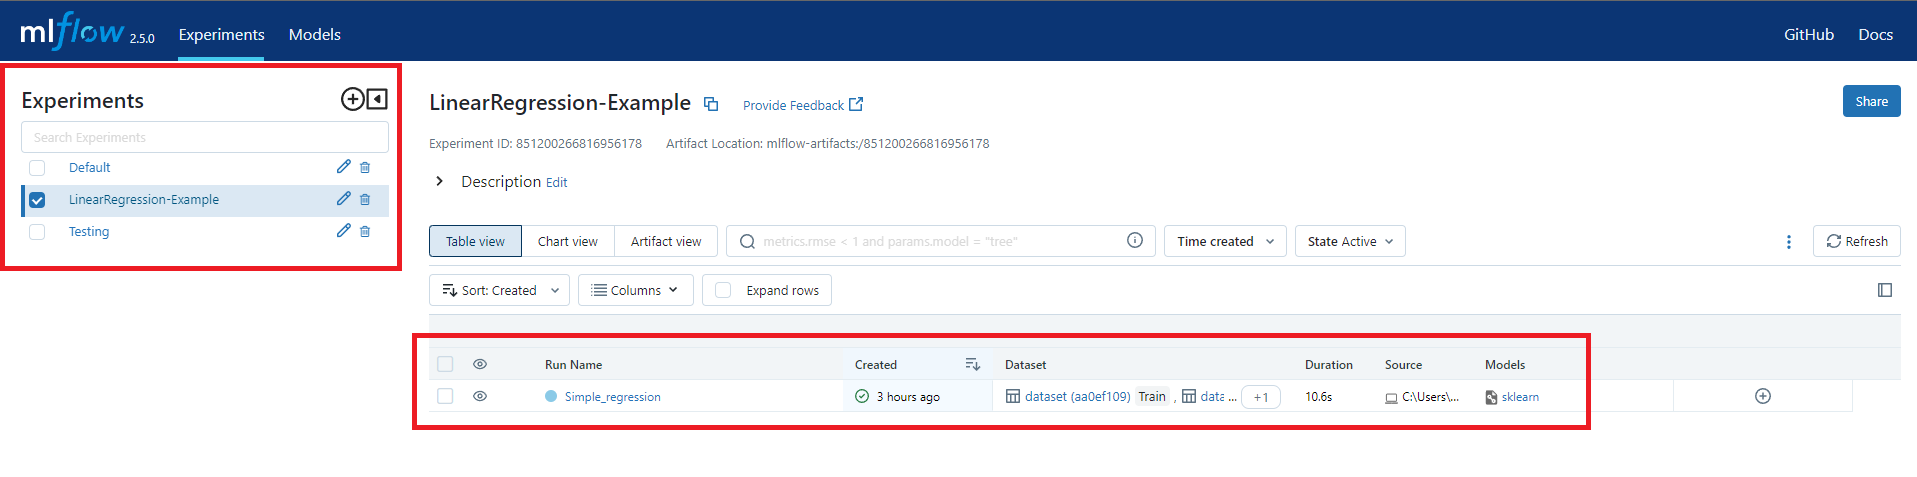 mlflow 2.5.0 Experiments Models GitHub Docs
Experiments
Search Experiments
Default
LinearRegression-Example
Testing
LinearRegression-Example Provide Feedback Share
Experiment ID: 851200266816956178 Artifact Location: mlflow-artifacts:/851200266816956178
Description Edit
Table view Chart view Artifact view metrics.rmse < 1 and params.model = "tree" Time created State Active Refresh
Sort: Created Columns Expand rows
Run Name Created Dataset Duration Source Models
Simple_regression 3 hours ago dataset (aa0ef109) Train , data ... +1 10.6s C:\Users\... sklearn